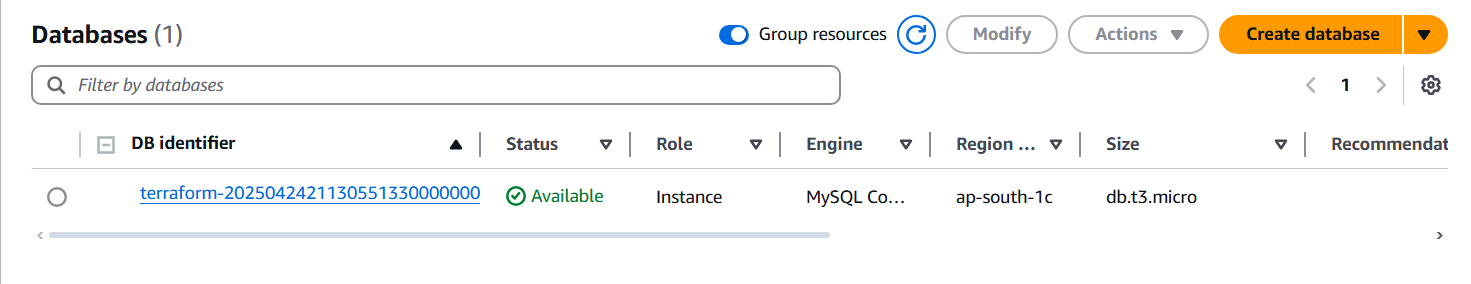 Databases (1) Group resources Modify Actions Create database
Filter by databases 1
DB identifier Status Role Engine Region ... Size Recommendat
terraform-20250424211305513300000000 Available Instance MySQL Co... ap-south-1c db.t3.micro